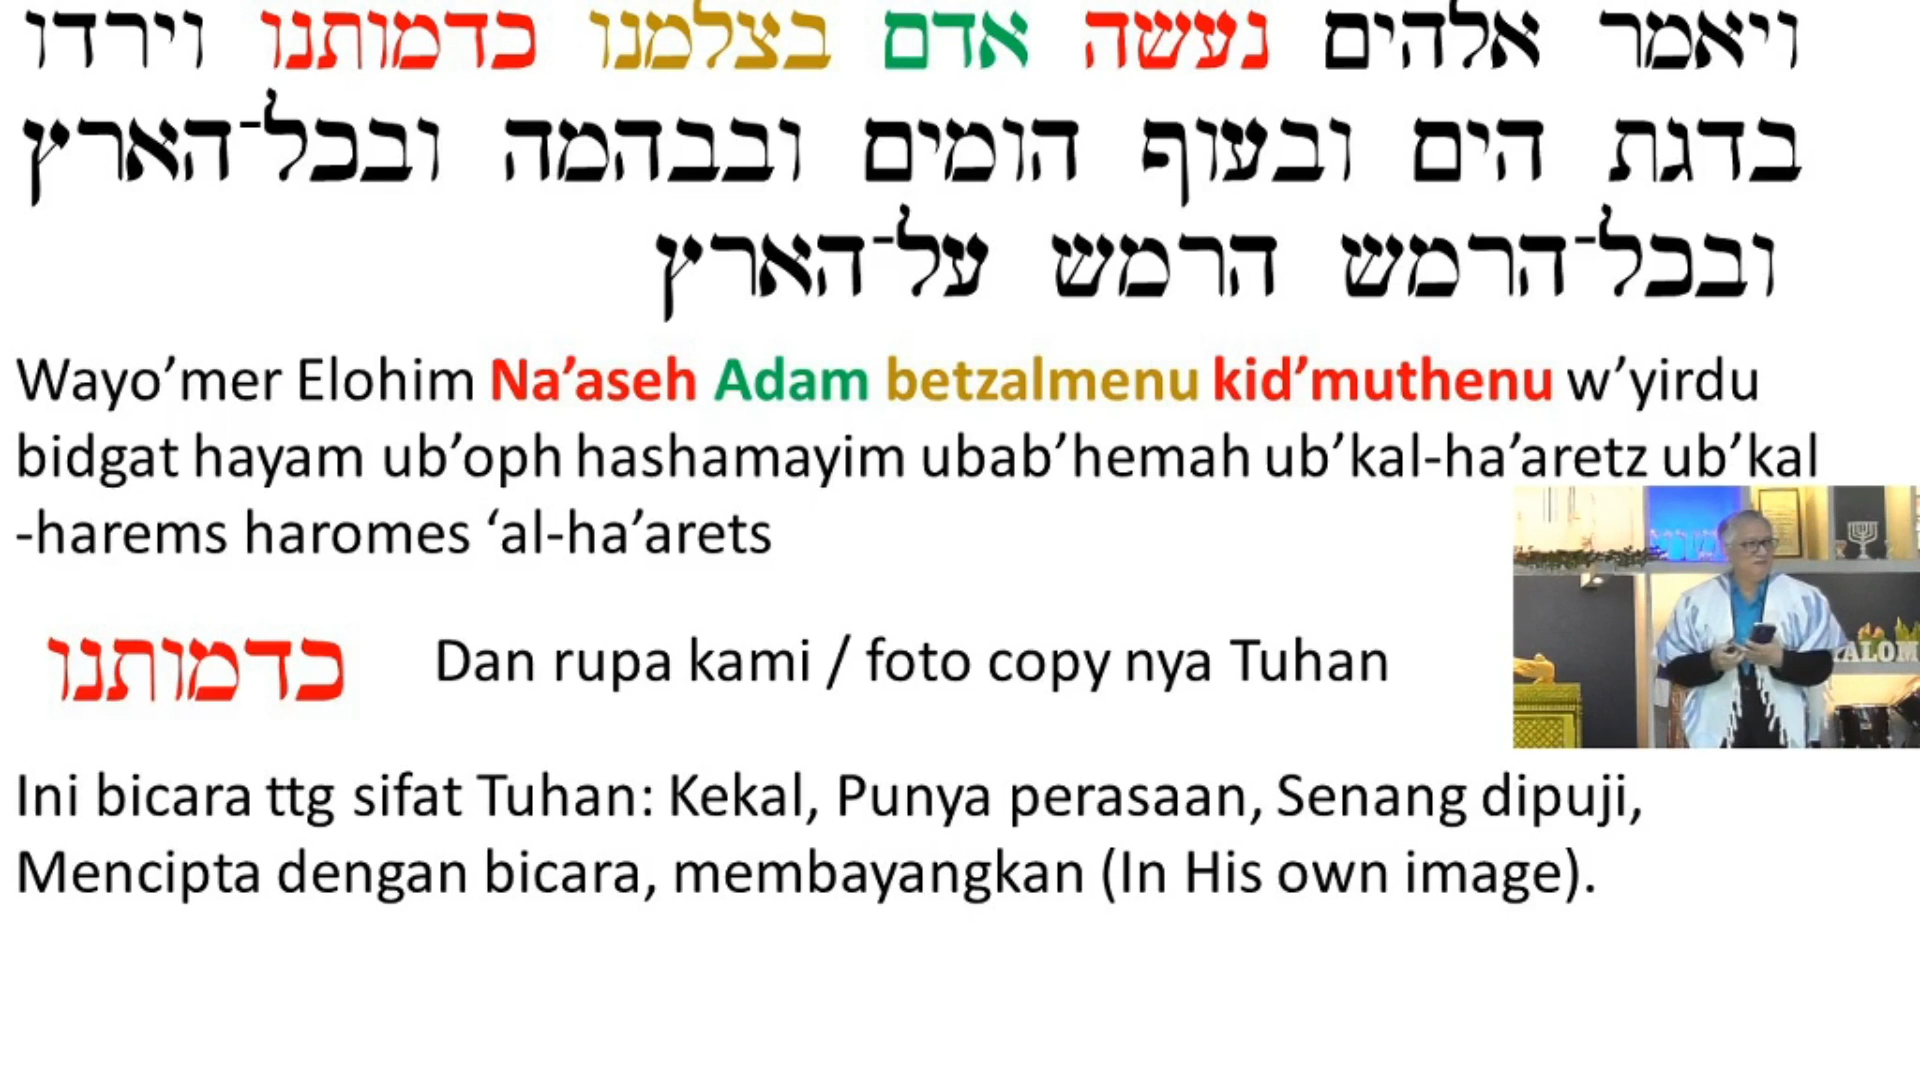 ויאמר אלהים נעשה אדם בצלמנו כדמותנו וירדו
בדגת הים ובעוף הומים ובבהמה ובכל־הארץ
ובכל־הרמש הרמש על־הארץ
Wayo’mer Elohim Na’aseh Adam betzalmenu kid’muthenu w’yirdu
bidgat hayam ub’oph hashamayim ubab’hemah ub’kal-ha’aretz ub’kal
-harems haromes ‘al-ha’arets
כדמותנו Dan rupa kami / foto copy nya Tuhan
ALOM
Ini bicara ttg sifat Tuhan: Kekal, Punya perasaan, Senang dipuji,
Mencipta dengan bicara, membayangkan (In His own image).